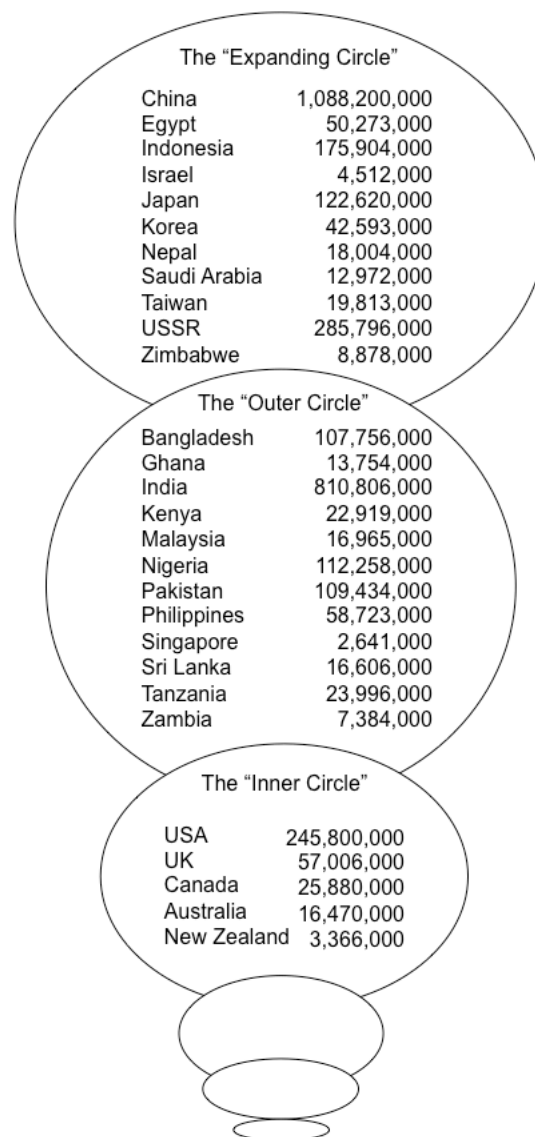 The “Expanding Circle”
China 1,088,200,000
Egypt 50,273,000
Indonesia 175,904,000
Israel 4,512,000
Japan 122,620,000
Korea 42,593,000
Nepal 18,004,000
Saudi Arabia 12,972,000
Taiwan 19,813,000
USSR 285,796,000
Zimbabwe 8,878,000
The “Outer Circle”
Bangladesh 107,756,000
Ghana 13,754,000
India 810,806,000
Kenya 22,919,000
Malaysia 16,965,000
Nigeria 112,258,000
Pakistan 109,434,000
Philippines 58,723,000
Singapore 2,641,000
Sri Lanka 16,606,000
Tanzania 23,996,000
Zambia 7,384,000
The “Inner Circle”
USA 245,800,000
UK 57,006,000
Canada 25,880,000
Australia 16,470,000
New Zealand 3,366,000